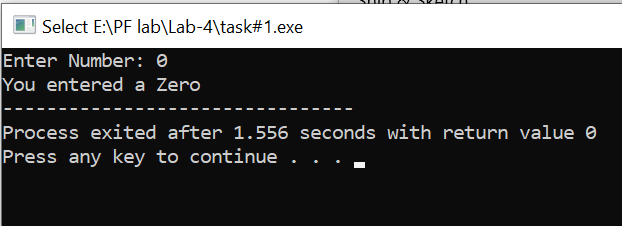 Select E:\PF lab\Lab-4\task#1.exe
Enter Number: 0
You entered a Zero
--------------------------------
Process exited after 1.556 seconds with return value 0
Press any key to continue . . .